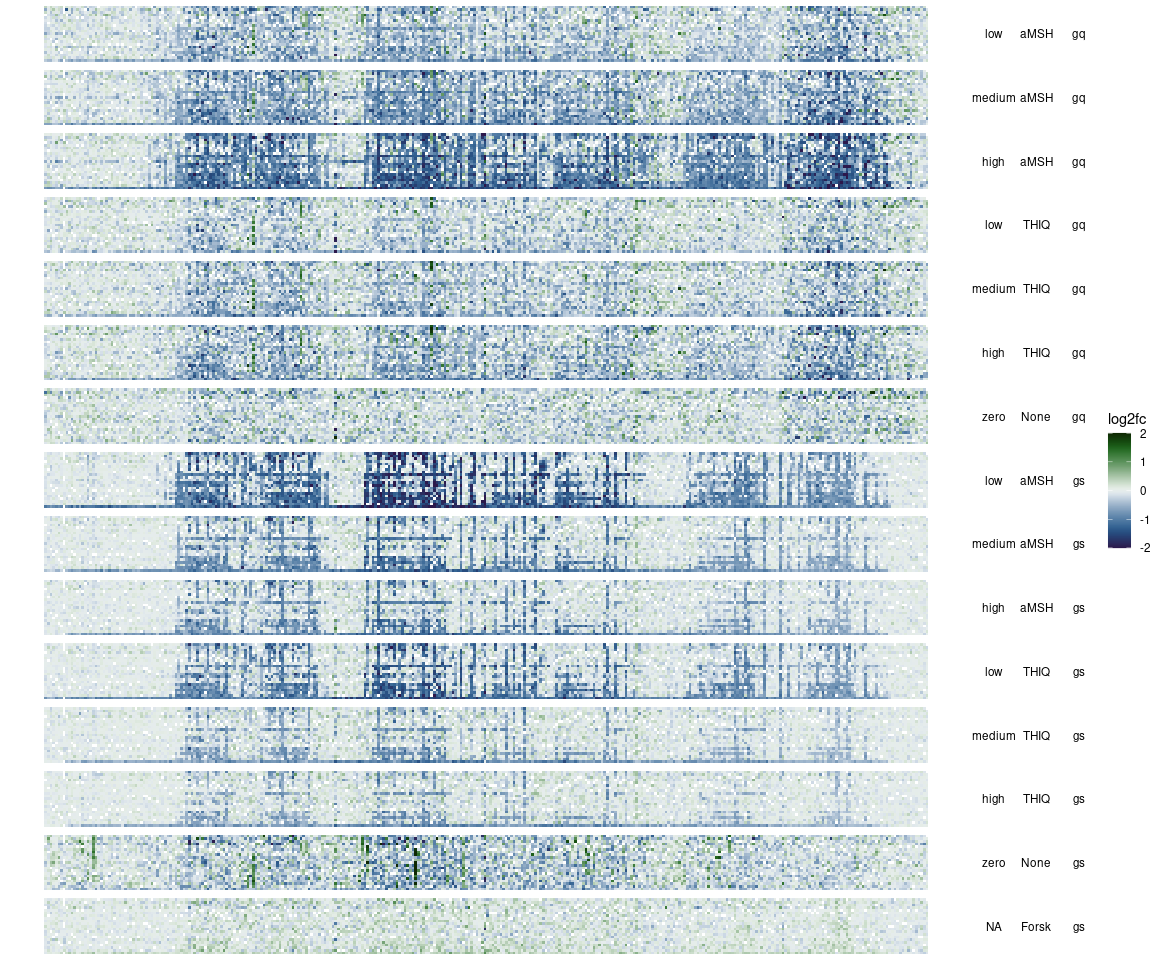 low aMSH gq
medium aMSH gq
high aMSH gq
low THIQ gq
medium THIQ gq
high THIQ gq
zero None gq
low aMSH gs
medium aMSH gs
high aMSH gs
low THIQ gs
medium THIQ gs
high THIQ gs
zero None gs
NA Forsk gs
log2fc
2
1
0
-1
-2